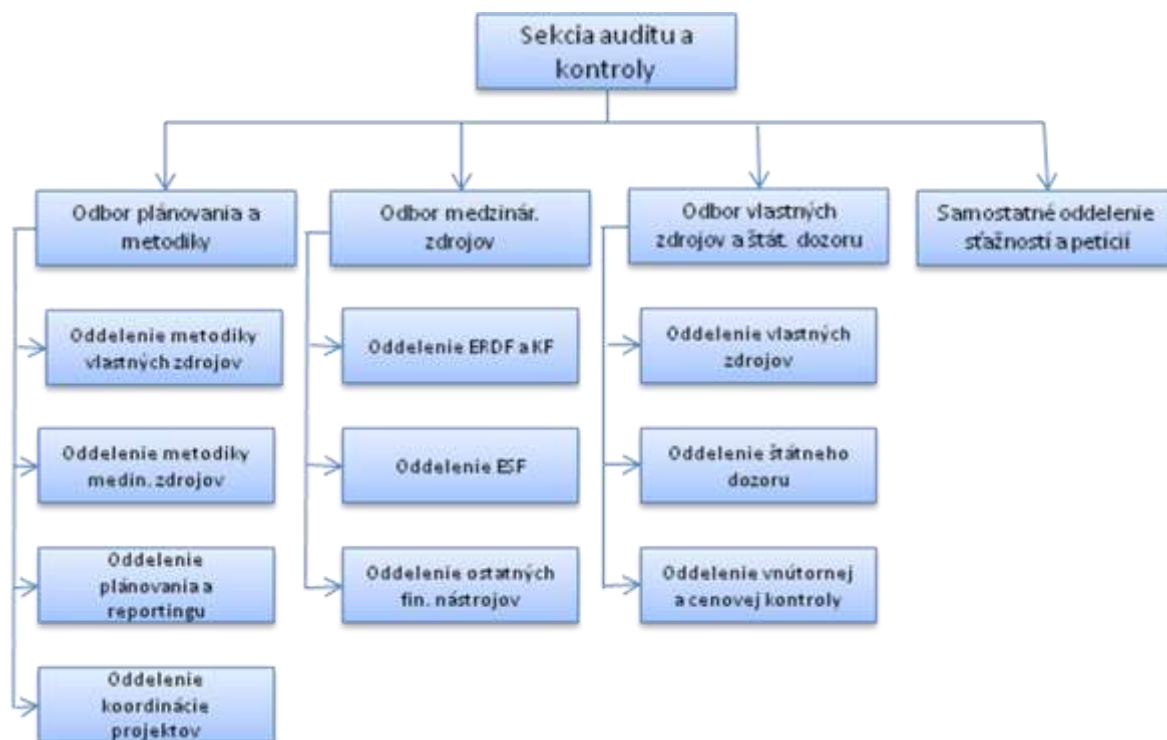 Sekcia auditu a
kontroly
Odbor plánovania a
metodiky
Odbor medzinár.
zdrojov
Odbor vlastných
zdrojov a štát. dozoru
Samostatné oddelenie
sťažností a petícií
Oddelenie metodiky
vlastných zdrojov
Oddelenie ERDF a KF
Oddelenie vlastných
zdrojov
Oddelenie metodiky
medin. zdrojov
Oddelenie ESF
Oddelenie štátneho
dozoru
Oddelenie
plánovania a
reportingu
Oddelenie ostatných
fin. nástrojov
Oddelenie vnútornej
a cenovej kontroly
Oddelenie
koordinácie
projektov